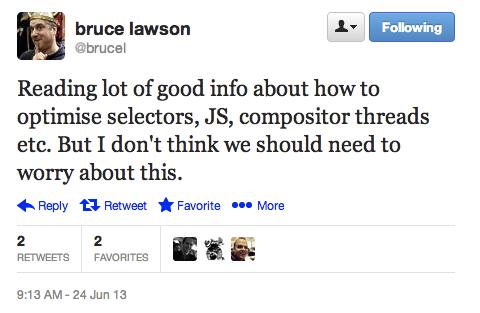 bruce lawson
@brucel
Following
Reading lot of good info about how to
optimise selectors, JS, compositor threads
etc. But I don't think we should need to
worry about this.
Reply Retweet Favorite More
2 2
RETWEETS FAVORITES
9:13 AM - 24 Jun 13